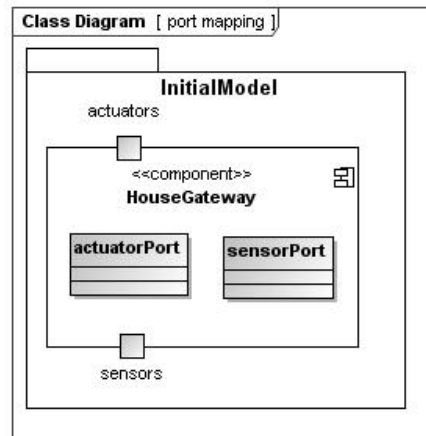 Class Diagram [ port mapping ]
InitialModel
actuators
<<component>>
HouseGateway
actuatorPort
sensorPort
sensors